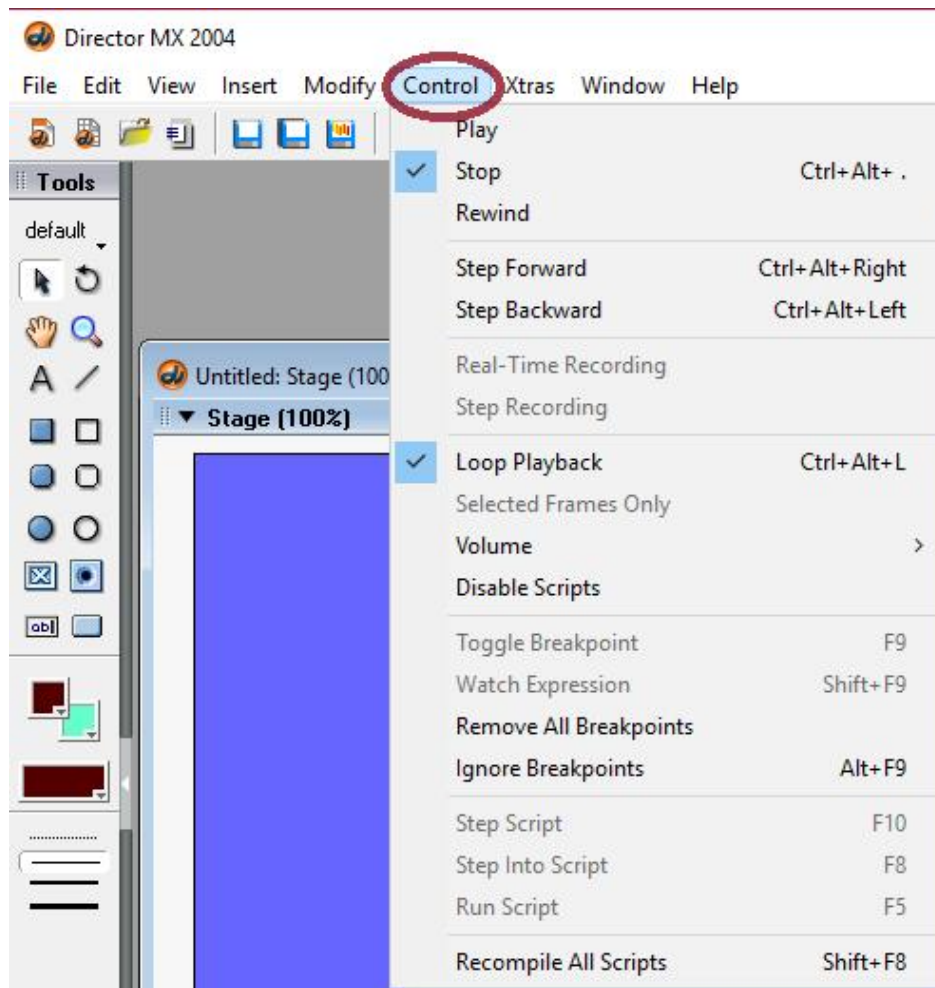 Director MX 2004
File Edit View Insert Modify Control Xtras Window Help
Play
Stop Ctrl+Alt+ .
Rewind
Step Forward Ctrl+Alt+Right
Step Backward Ctrl+Alt+Left
Real-Time Recording
Step Recording
Loop Playback Ctrl+Alt+L
Selected Frames Only
Volume
Disable Scripts
Toggle Breakpoint F9
Watch Expression Shift+F9
Remove All Breakpoints
Ignore Breakpoints Alt+F9
Step Script F10
Step Into Script F8
Run Script F5
Recompile All Scripts Shift+F8
Tools
default
A
abl
Untitled: Stage (100
Stage (100%)